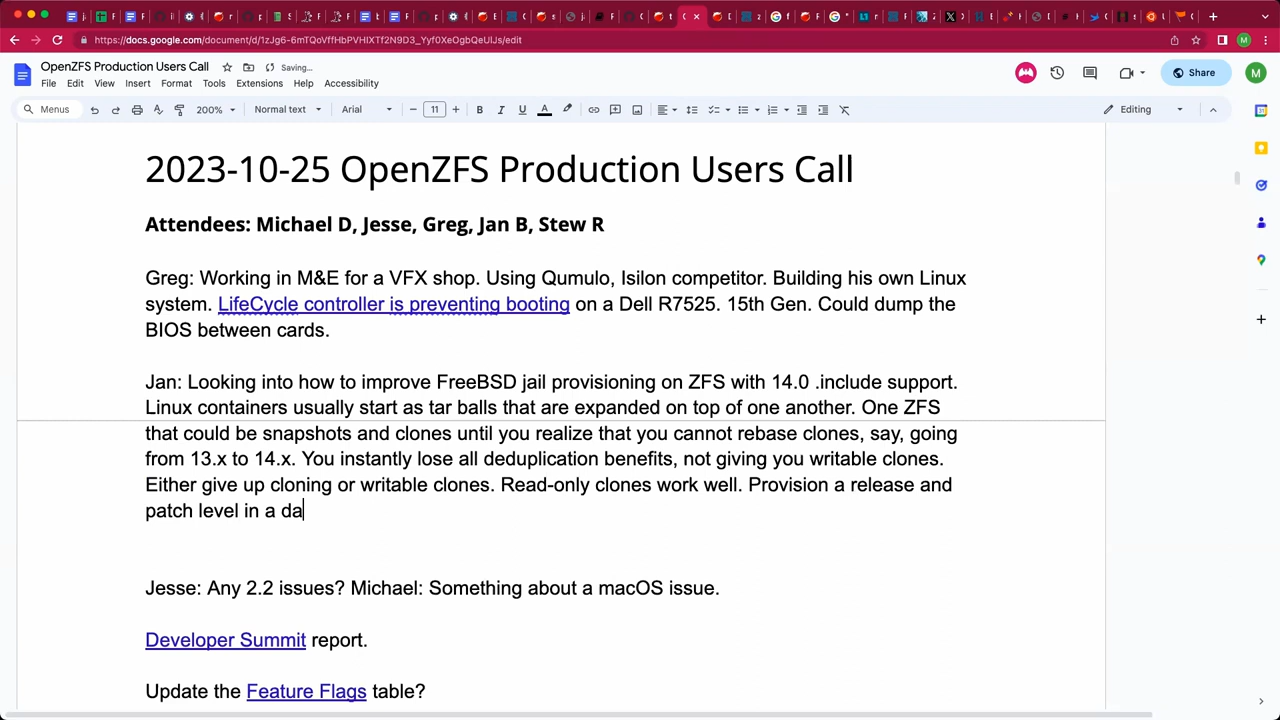 https://docs.google.com/document/d/1zJg6-6mTQoVffHbPVHIXTf2N9D3_Yyf0XeOgbQeUIJs/edit
OpenZFS Production Users Call
Saving...
File Edit View Insert Format Tools Extensions Help Accessibility
Share
M
Menus
200%
Normal text
Arial
11
Editing
2023-10-25 OpenZFS Production Users Call
Attendees: Michael D, Jesse, Greg, Jan B, Stew R
Greg: Working in M&E for a VFX shop. Using Qumulo, Isilon competitor. Building his own Linux
system. LifeCycle controller is preventing booting on a Dell R7525. 15th Gen. Could dump the
BIOS between cards.
Jan: Looking into how to improve FreeBSD jail provisioning on ZFS with 14.0 .include support.
Linux containers usually start as tar balls that are expanded on top of one another. One ZFS
that could be snapshots and clones until you realize that you cannot rebase clones, say, going
from 13.x to 14.x. You instantly lose all deduplication benefits, not giving you writable clones.
Either give up cloning or writable clones. Read-only clones work well. Provision a release and
patch level in a da
Jesse: Any 2.2 issues? Michael: Something about a macOS issue.
Developer Summit report.
Update the Feature Flags table?